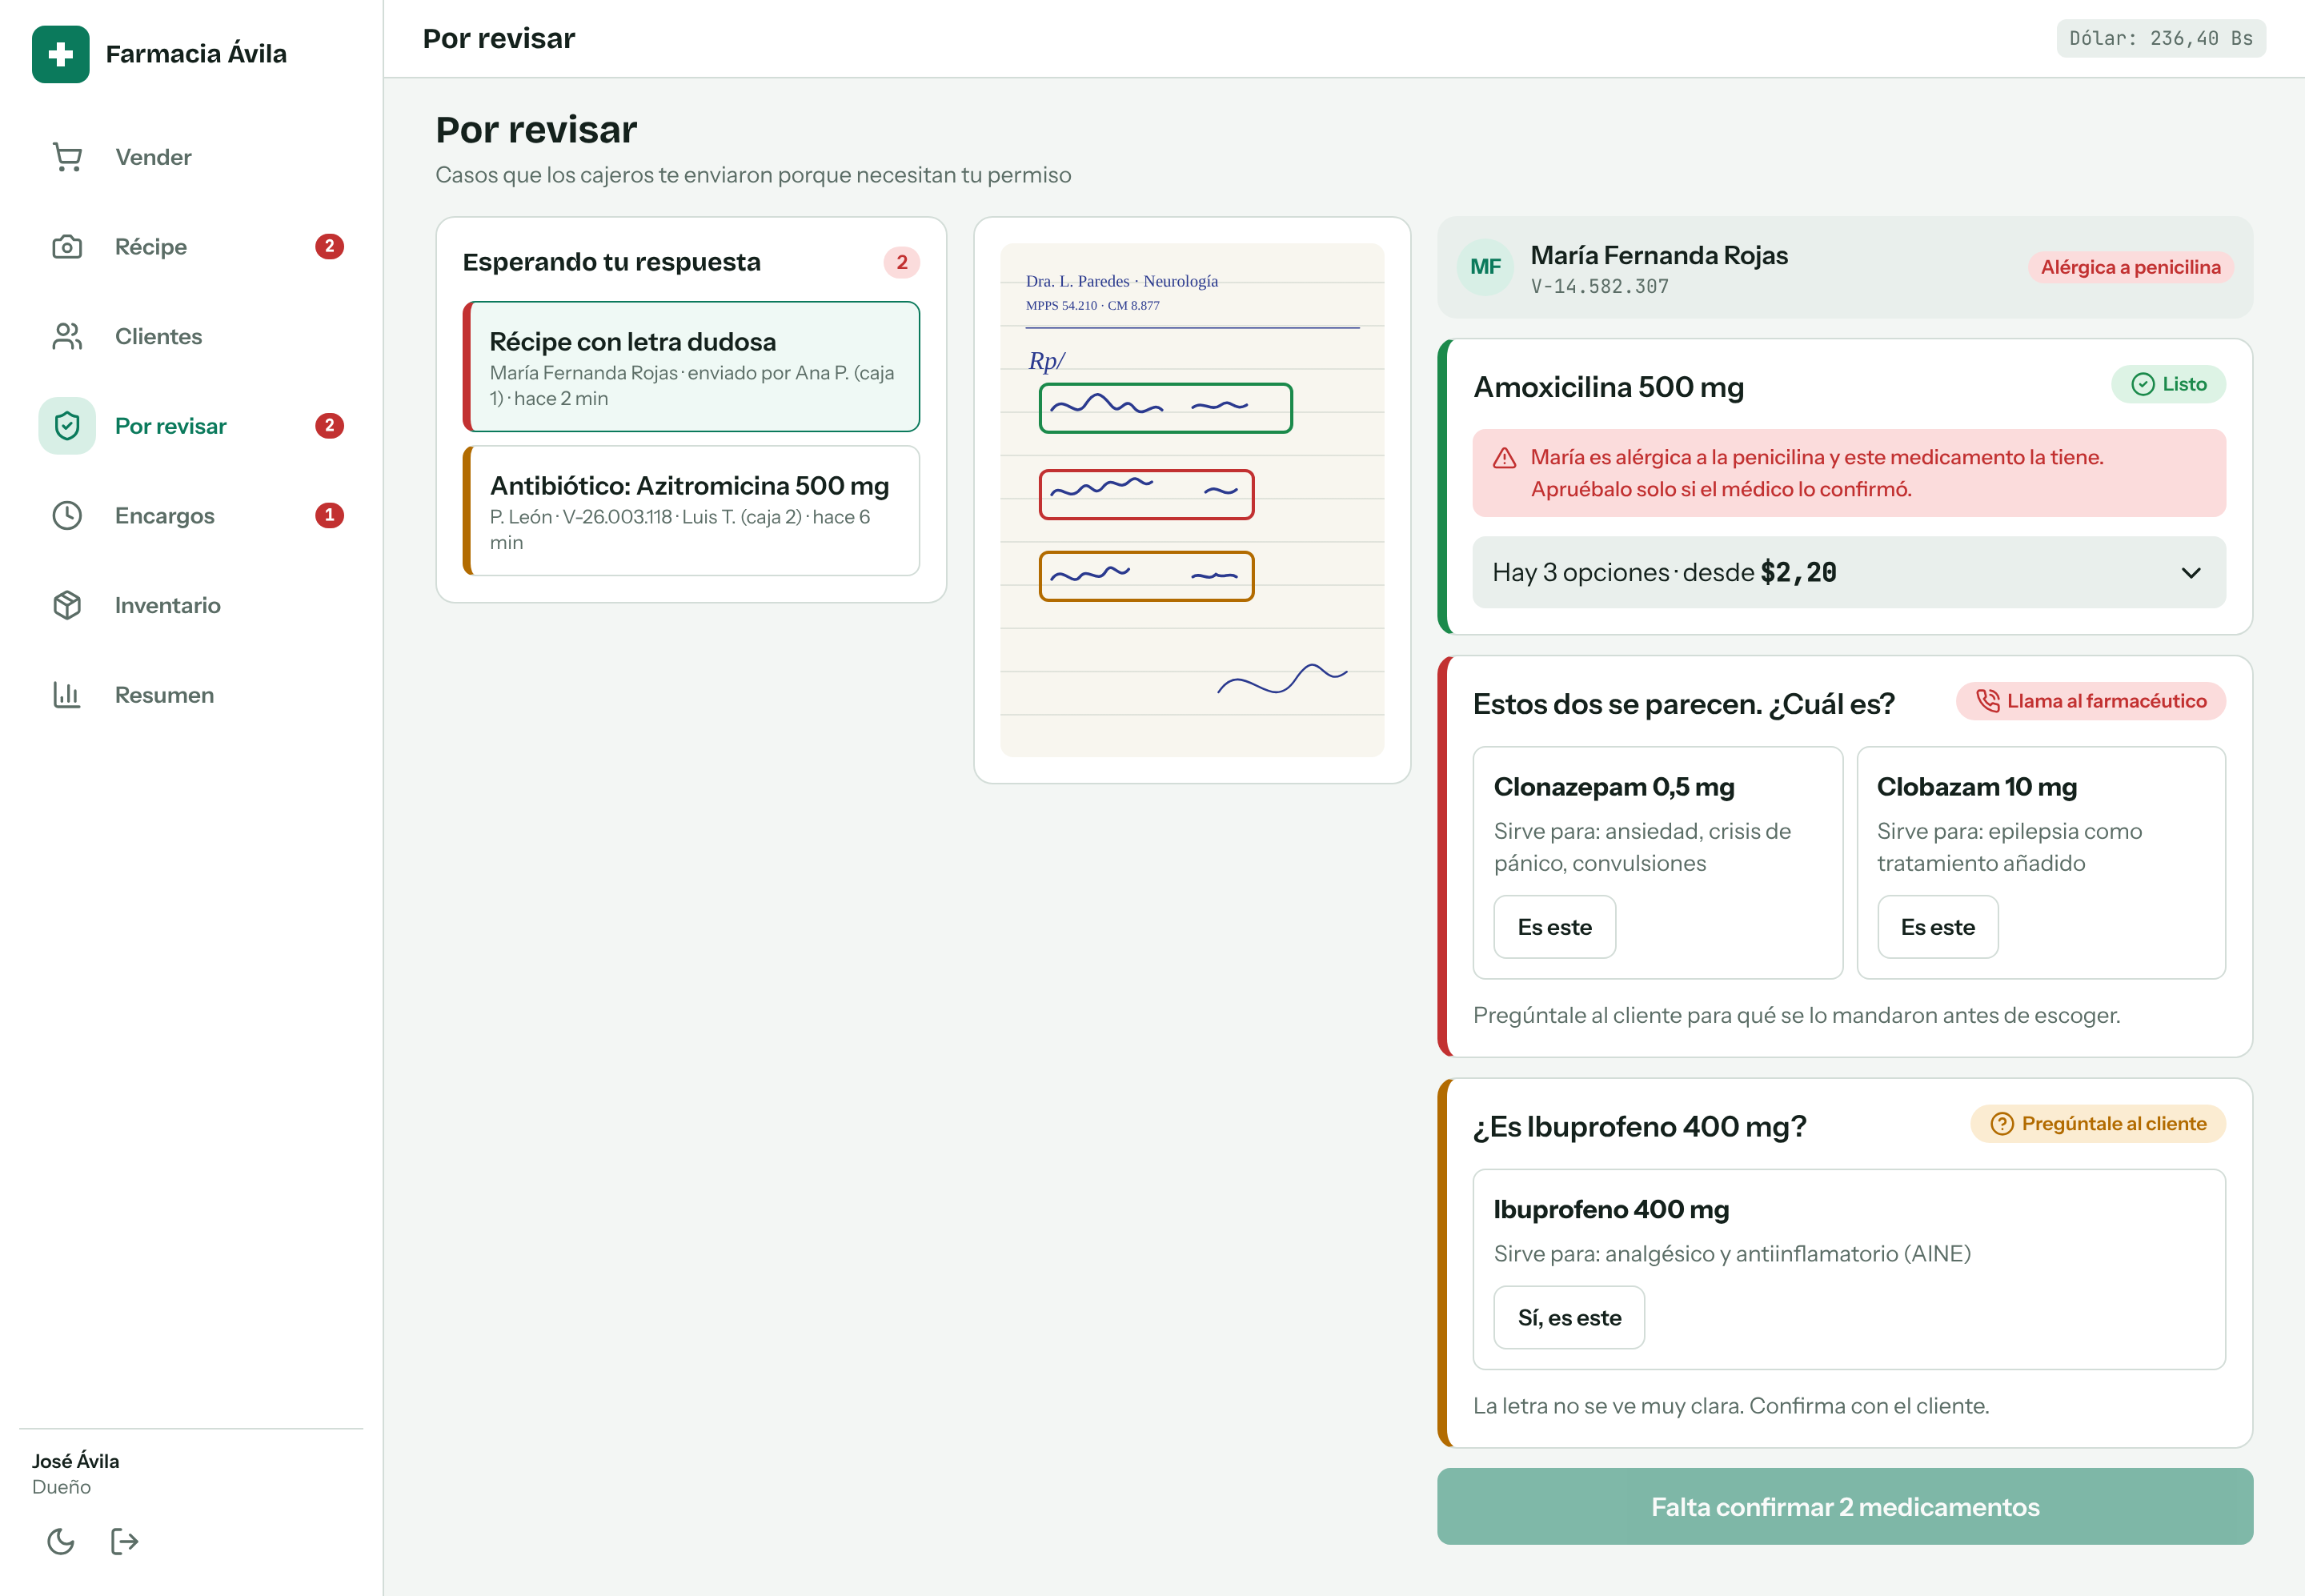 Farmacia Ávila
Vender
Récipe 2
Clientes
Por revisar 2
Encargos 1
Inventario
Resumen
José Ávila
Dueño
Por revisar
Dólar: 236,40 Bs
Por revisar
Casos que los cajeros te enviaron porque necesitan tu permiso
Esperando tu respuesta 2
Récipe con letra dudosa
María Fernanda Rojas · enviado por Ana P. (caja
1) · hace 2 min
Antibiótico: Azitromicina 500 mg
P. León · V-26.003.118 · Luis T. (caja 2) · hace 6
min
Dra. L. Paredes · Neurología
MPPS 54.210 · CM 8.877
Rp/
MF
María Fernanda Rojas
V-14.582.307
Alérgica a penicilina
Amoxicilina 500 mg
Listo
María es alérgica a la penicilina y este medicamento la tiene.
Apruébalo solo si el médico lo confirmó.
Hay 3 opciones · desde $2,20
Estos dos se parecen. ¿Cuál es?
Llama al farmacéutico
Clonazepam 0,5 mg
Sirve para: ansiedad, crisis de
pánico, convulsiones
Es este
Clobazam 10 mg
Sirve para: epilepsia como
tratamiento añadido
Es este
Pregúntale al cliente para qué se lo mandaron antes de escoger.
¿Es Ibuprofeno 400 mg?
Pregúntale al cliente
Ibuprofeno 400 mg
Sirve para: analgésico y antiinflamatorio (AINE)
Sí, es este
La letra no se ve muy clara. Confirma con el cliente.
Falta confirmar 2 medicamentos